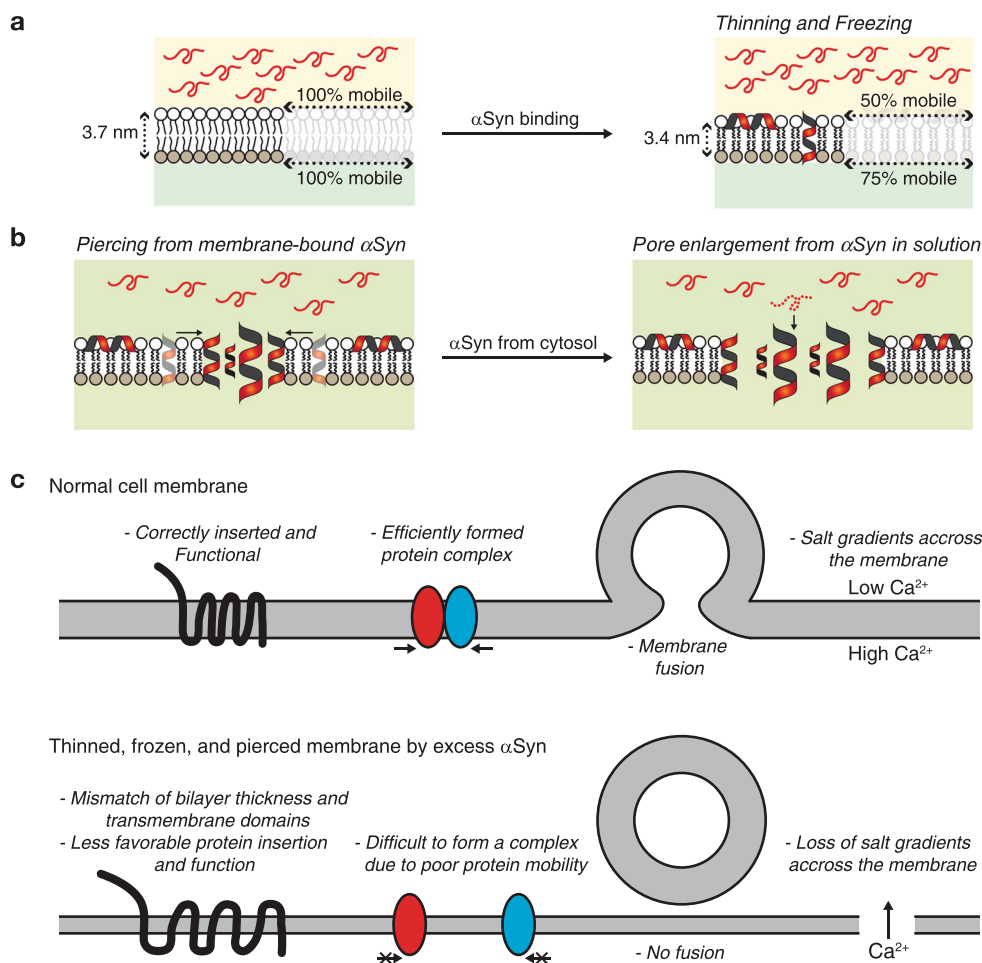 a
Thinning and Freezing
100% mobile
3.7 nm
100% mobile
αSyn binding
50% mobile
3.4 nm
75% mobile
b
Piercing from membrane-bound αSyn
αSyn from cytosol
Pore enlargement from αSyn in solution
c
Normal cell membrane
- Correctly inserted and
Functional
- Efficiently formed
protein complex
- Membrane
fusion
- Salt gradients accross
the membrane
Low Ca²⁺
High Ca²⁺
Thinned, frozen, and pierced membrane by excess αSyn
- Mismatch of bilayer thickness and
transmembrane domains
- Less favorable protein insertion
and function
- Difficult to form a complex
due to poor protein mobility
- No fusion
- Loss of salt gradients
accross the membrane
Ca²⁺